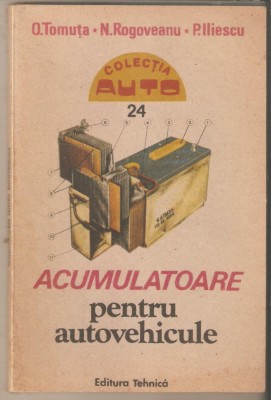 O.Tomuța • N.Rogoveanu • P.Iliescu
COLECȚIA
AUTO
24
ACUMULATOARE
pentru
autovehicule
Editura Tehnică